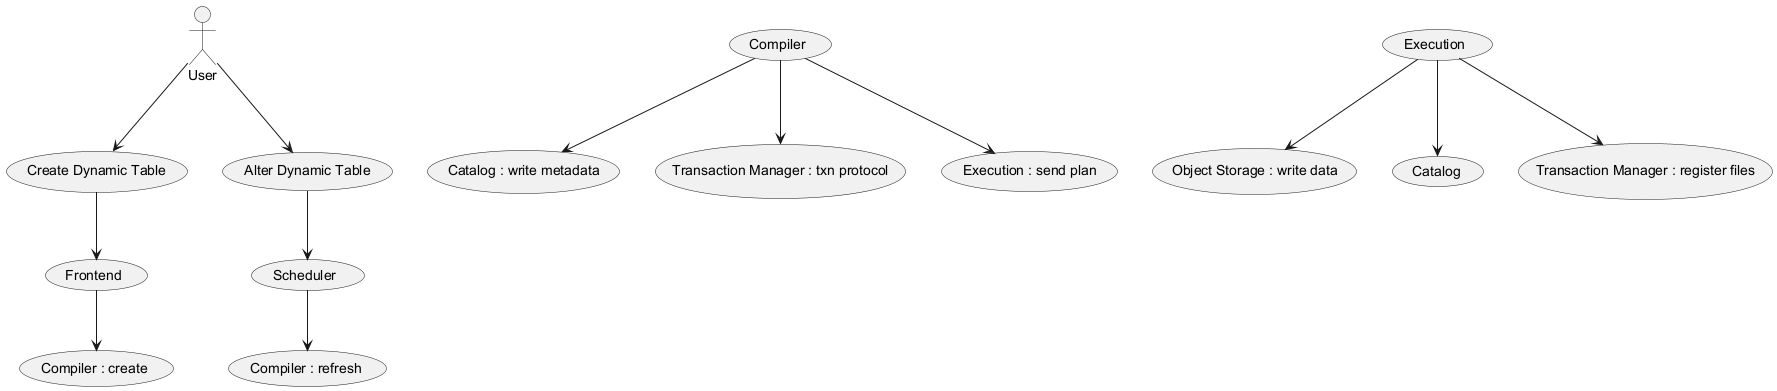 User
Create Dynamic Table
Alter Dynamic Table
Frontend
Scheduler
Compiler : create
Compiler : refresh
Compiler
Catalog : write metadata
Transaction Manager : txn protocol
Execution : send plan
Execution
Object Storage : write data
Catalog
Transaction Manager : register files